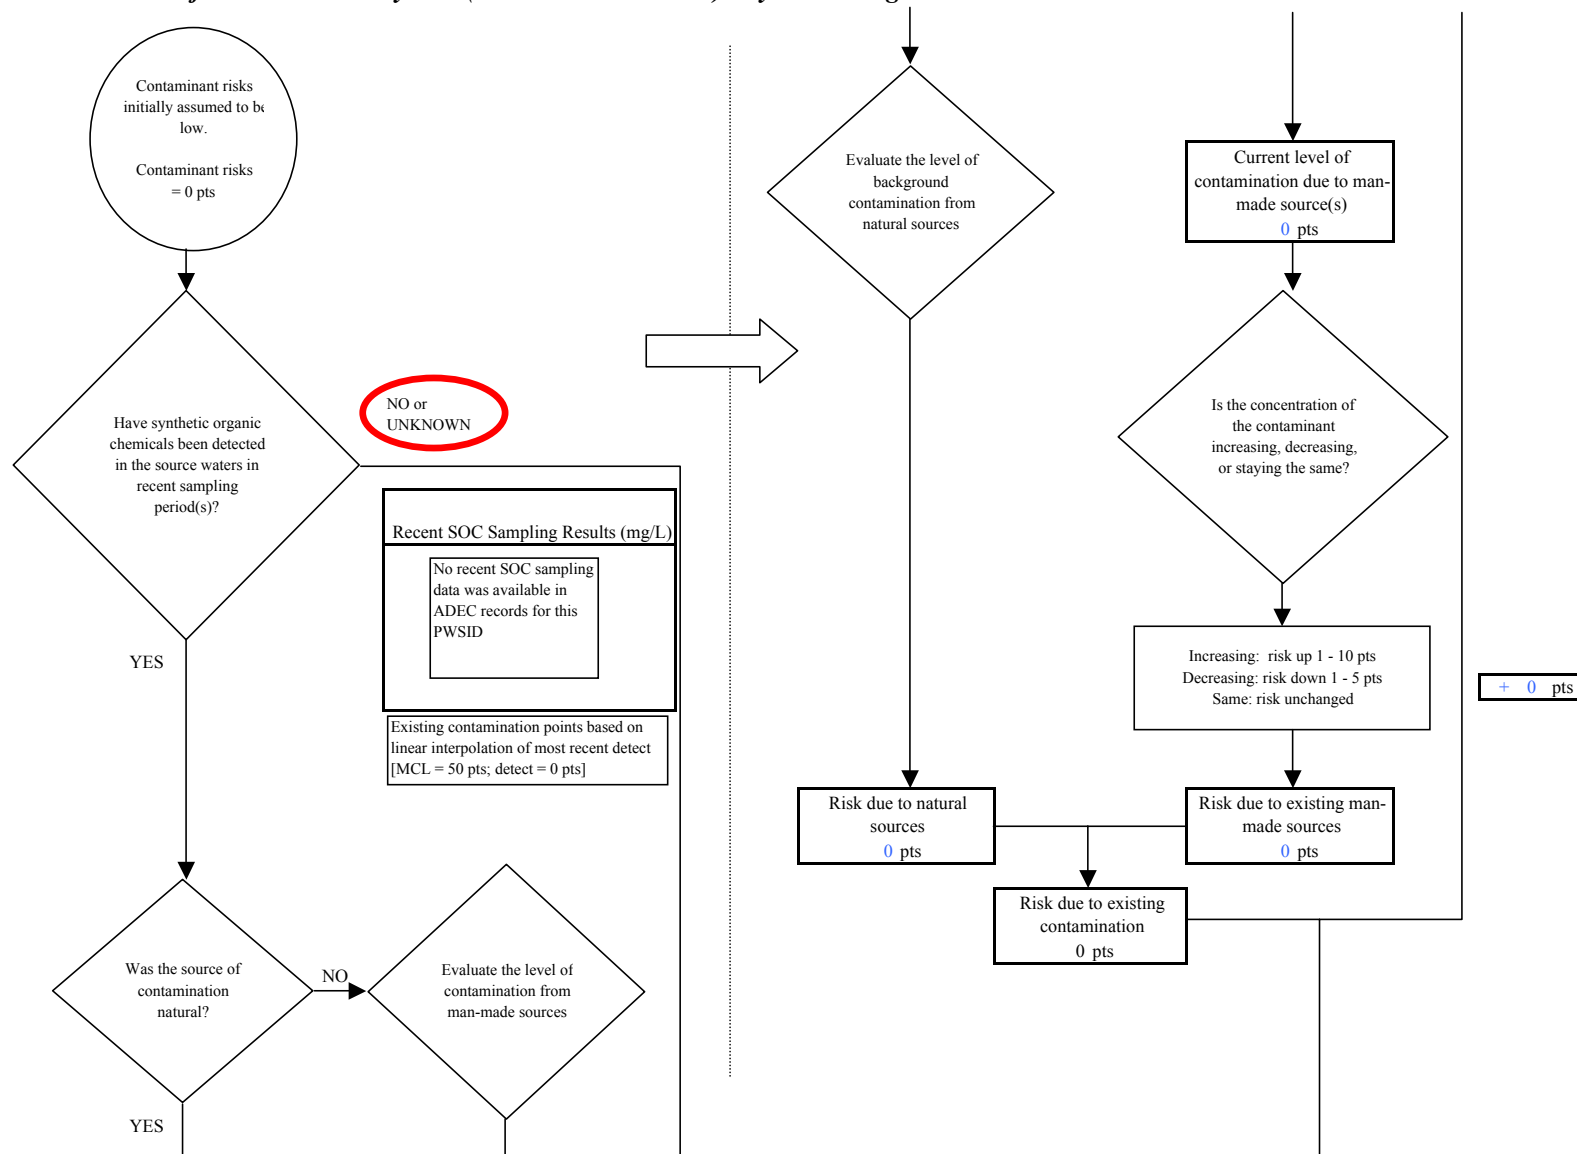 Contaminant risks
initially assumed to be
low.
Contaminant risks
= 0 pts
Have synthetic organic
chemicals been detected
in the source waters in
recent sampling
period(s)?
NO or
UNKNOWN
Recent SOC Sampling Results (mg/L)
No recent SOC sampling
data was available in
ADEC records for this
PWSID
Existing contamination points based on
linear interpolation of most recent detect
[MCL = 50 pts; detect = 0 pts]
YES
Was the source of
contamination
natural?
NO
Evaluate the level of
contamination from
man-made sources
YES
Evaluate the level of
background
contamination from
natural sources
Current level of
contamination due to man-
made source(s)
0 pts
Is the concentration of
the contaminant
increasing, decreasing,
or staying the same?
Increasing: risk up 1 - 10 pts
Decreasing: risk down 1 - 5 pts
Same: risk unchanged
+ 0 pts
Risk due to natural
sources
0 pts
Risk due to existing man-
made sources
0 pts
Risk due to existing
contamination
0 pts